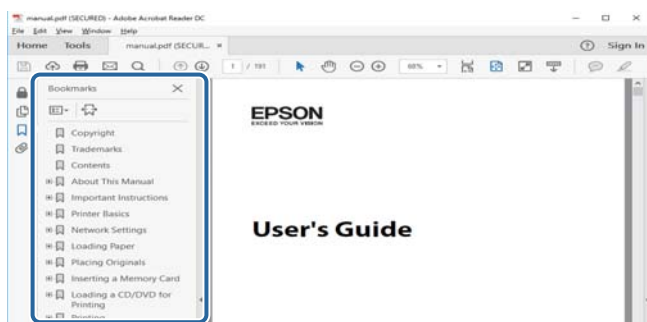 manual.pdf (SECURED) - Adobe Acrobat Reader DC
File Edit View Window Help
Home Tools manual.pdf (SECUR... × Sign In
1 / 191 68%
Bookmarks
Copyright
Trademarks
Contents
About This Manual
Important Instructions
Printer Basics
Network Settings
Loading Paper
Placing Originals
Inserting a Memory Card
Loading a CD/DVD for
Printing
Printing
EPSON
EXCEED YOUR VISION
User's Guide